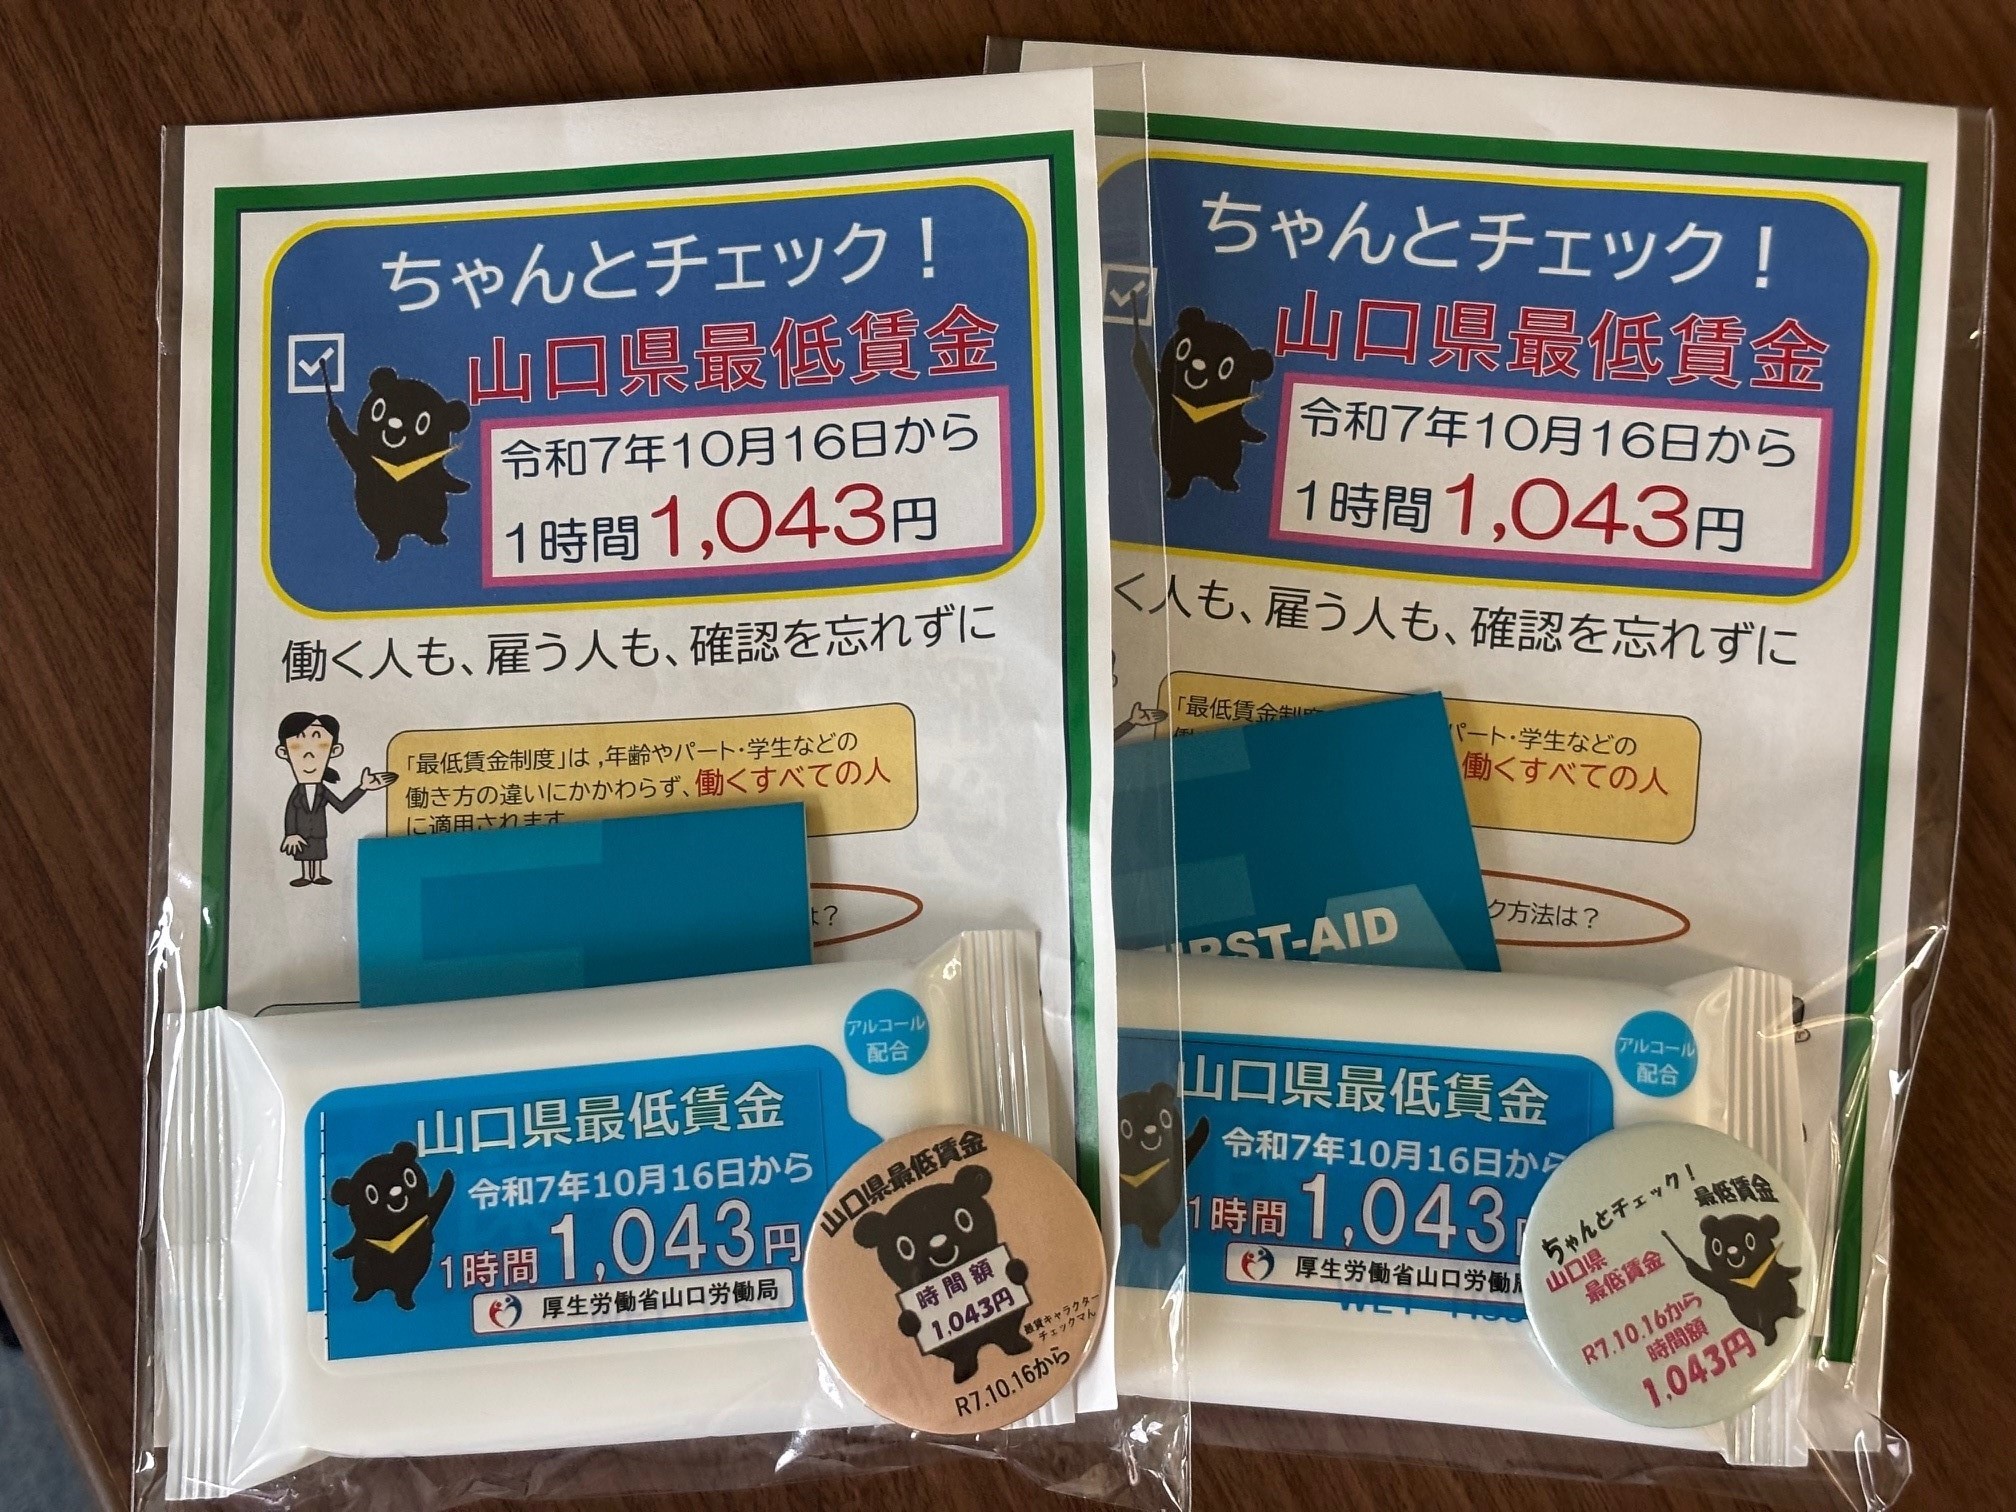 ちゃんとチェック！
山口県最低賃金
令和7年10月16日から
1時間1,043円
働く人も、雇う人も、確認を忘れずに
「最低賃金制度」は,年齢やパート・学生などの
働き方の違いにかかわらず、働くすべての人
に適用されます
は？
アルコール
配合
山口県最低賃金
令和7年10月16日から
1時間1,043円
厚生労働省山口労働局
山口県最低賃金
時間額
1,043円
最賃キャラクター
チェックマん
R7.10.16から
ちゃんとチェック！
山口県最低賃金
令和7年10月16日から
1時間1,043円
く人も、雇う人も、確認を忘れずに
「最低賃金制度
パート・学生などの
働くすべての人
ク方法は？
FIRST-AID
アルコール
配合
山口県最低賃金
令和7年10月16日から
1時間1,043円
厚生労働省山口労働局
ちゃんとチェック！
最低賃金
山口県
最低賃金
R7.10.16から
時間額
1,043円